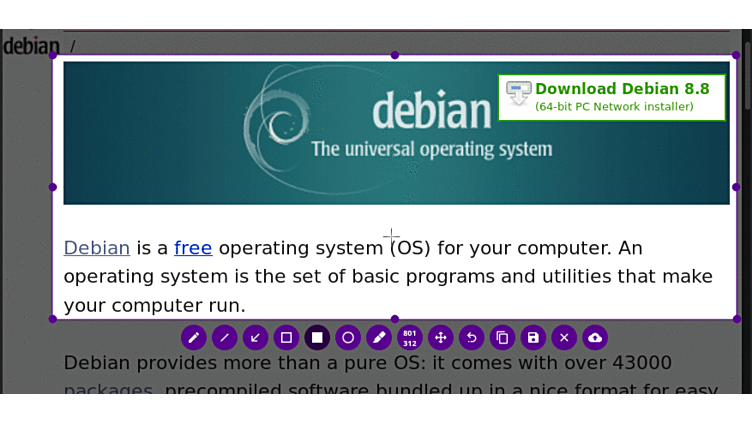 debian /
debian
The universal operating system
Download Debian 8.8
(64-bit PC Network installer)
Debian is a free operating system (OS) for your computer. An
operating system is the set of basic programs and utilities that make
your computer run.
801
312
Debian provides more than a pure OS: it comes with over 43000
packages, precompiled software bundled up in a nice format for easy